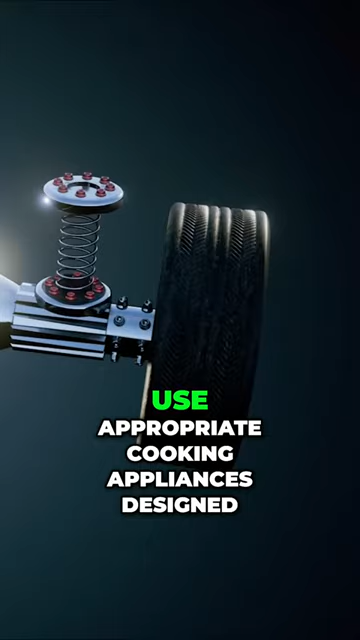 USE
APPROPRIATE
COOKING
APPLIANCES
DESIGNED